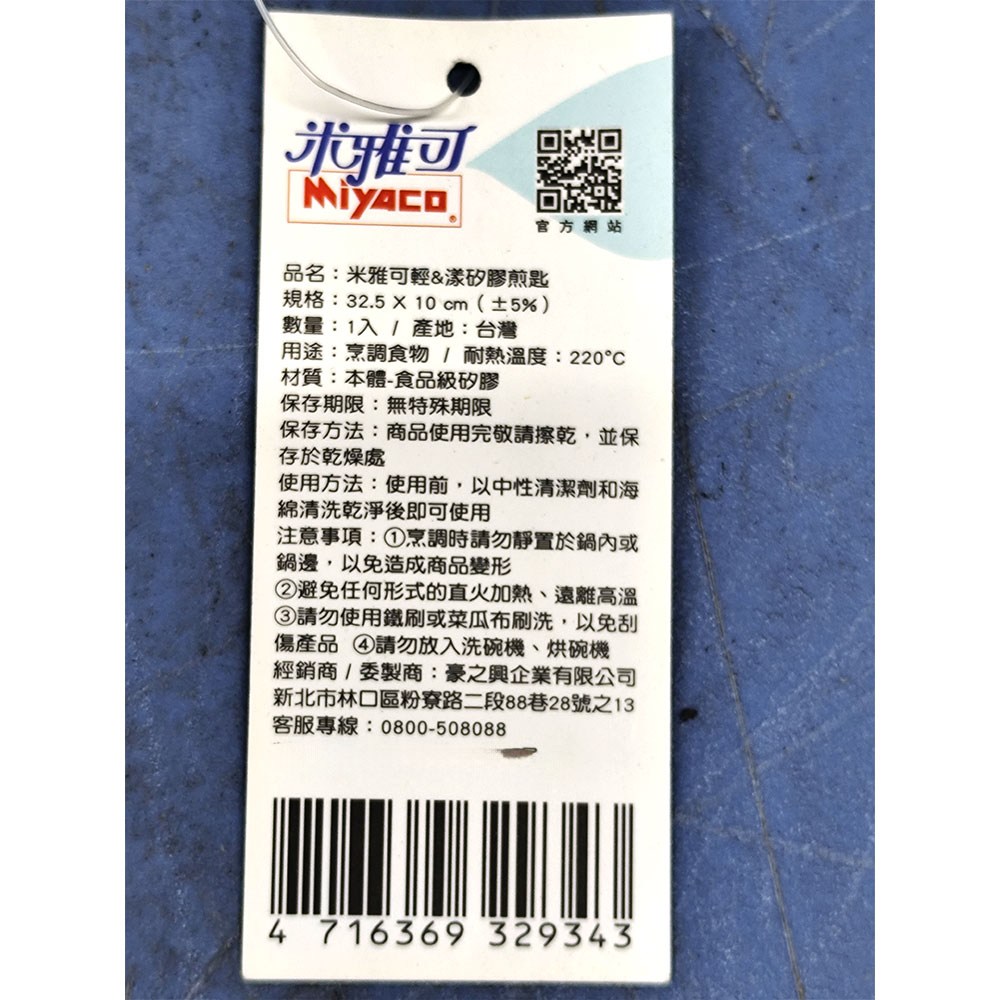 米雅可
Miyaco®
官方網站
品名：米雅可輕&漾矽膠煎匙
規格：32.5 X 10 cm（±5%）
數量：1入 / 產地：台灣
用途：烹調食物 / 耐熱溫度：220°C
材質：本體-食品級矽膠
保存期限：無特殊期限
保存方法：商品使用完敬請擦乾，並保
存於乾燥處
使用方法：使用前，以中性清潔劑和海
綿清洗乾淨後即可使用
注意事項：①烹調時請勿靜置於鍋內或
鍋邊，以免造成商品變形
②避免任何形式的直火加熱、遠離高溫
③請勿使用鐵刷或菜瓜布刷洗，以免刮
傷產品 ④請勿放入洗碗機、烘碗機
經銷商 / 委製商：豪之興企業有限公司
新北市林口區粉寮路二段88巷28號之13
客服專線：0800-508088
4 716369 329343